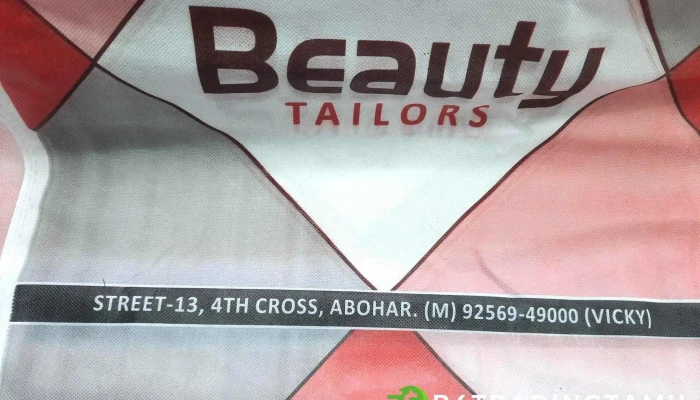 Beauty
TAILORS
STREET-13, 4TH CROSS, ABOHAR. (M) 92569-49000 (VICKY)